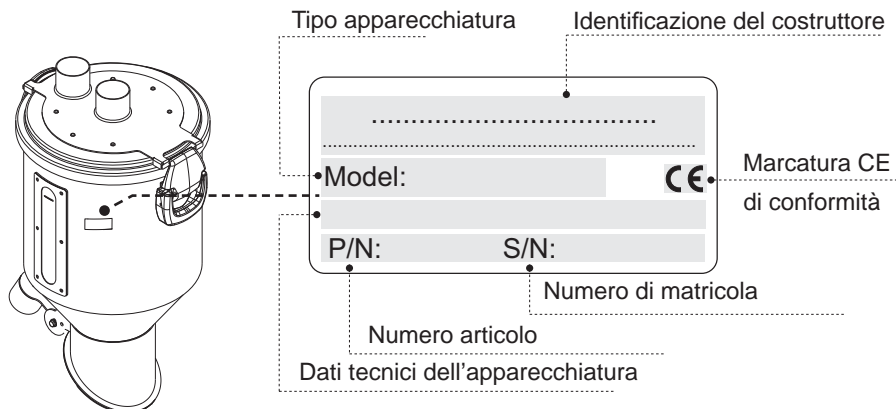 Tipo apparecchiatura
Identificazione del costruttore
Model:
CE
Marcatura CE
di conformità
P/N:
S/N:
Numero di matricola
Numero articolo
Dati tecnici dell'apparecchiatura